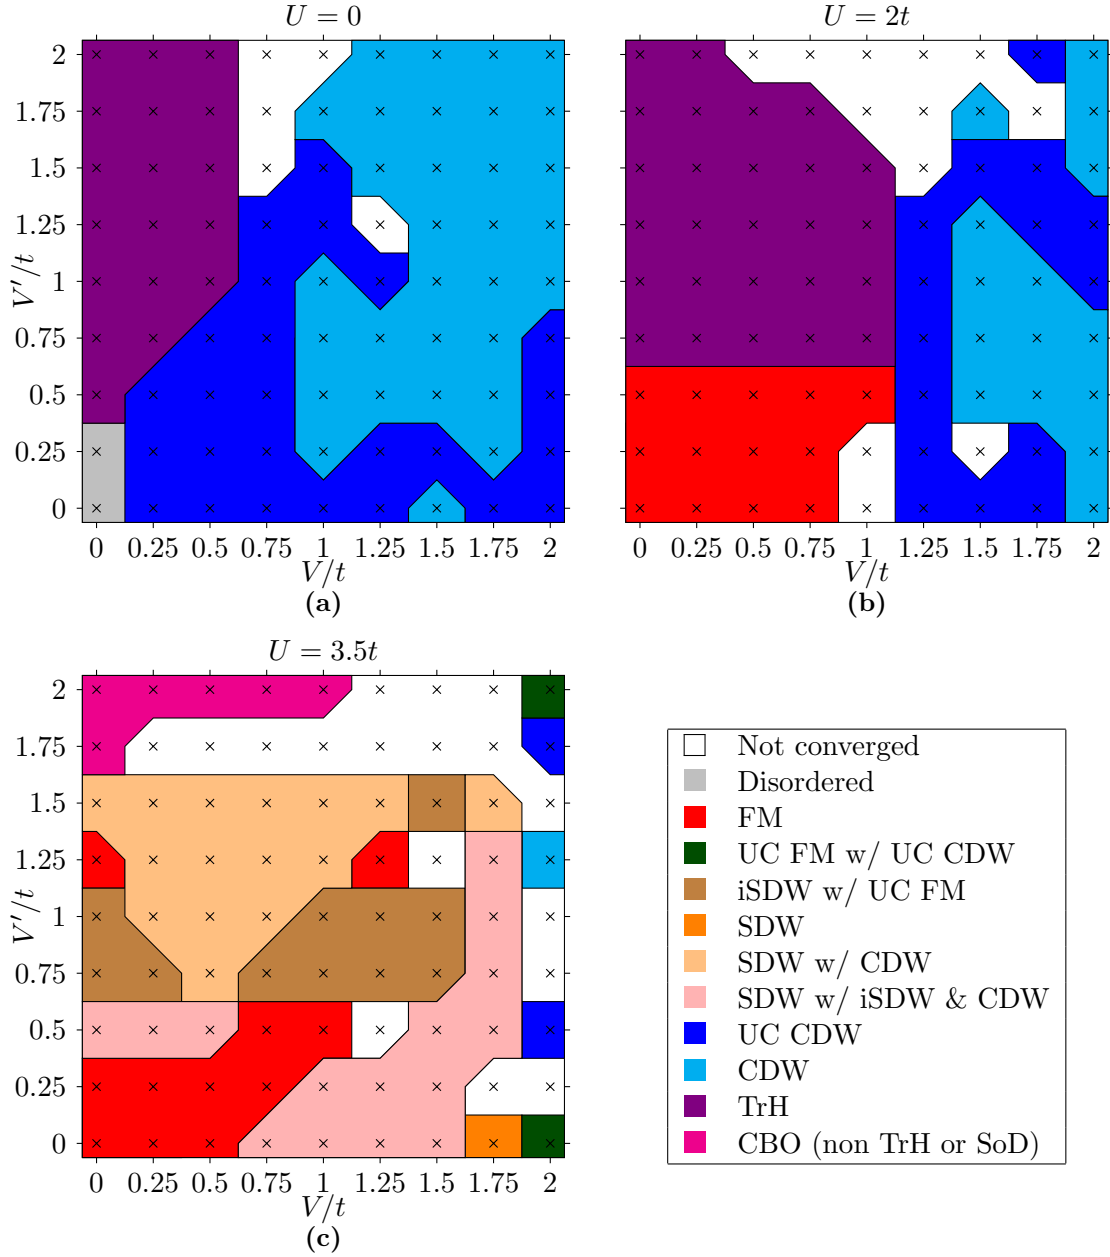 U = 0
2
1.75
1.5
1.25
1
0.75
0.5
0.25
0
V′/t
0 0.25 0.5 0.75 1 1.25 1.5 1.75 2
V/t
(a)
U = 2t
0 0.25 0.5 0.75 1 1.25 1.5 1.75 2
V/t
(b)
U = 3.5t
2
1.75
1.5
1.25
1
0.75
0.5
0.25
0
V′/t
0 0.25 0.5 0.75 1 1.25 1.5 1.75 2
V/t
(c)
Not converged
Disordered
FM
UC FM w/ UC CDW
iSDW w/ UC FM
SDW
SDW w/ CDW
SDW w/ iSDW & CDW
UC CDW
CDW
TrH
CBO (non TrH or SoD)